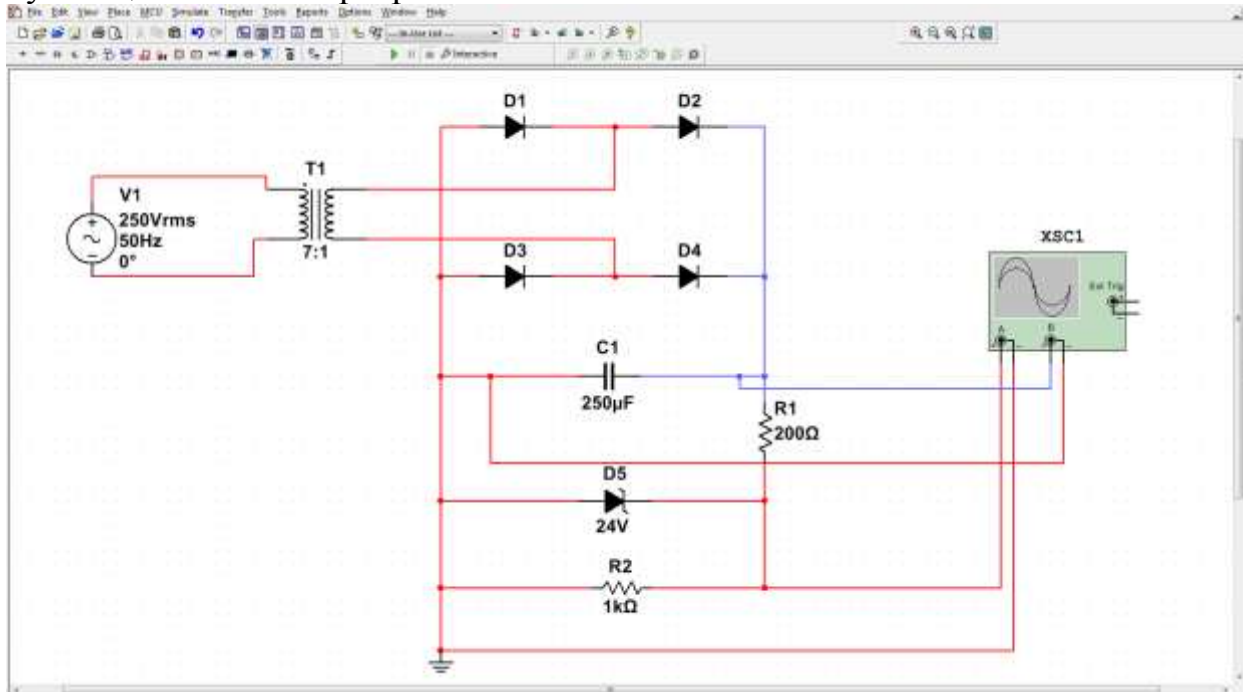 File Edit View Place MCU Simulate Transfer Tools Reports Options Window Help
Interactive
D1
D2
T1
V1
250Vrms
50Hz
0°
7:1
D3
D4
XSC1
Ext Trig
A
B
C1
250µF
R1
200Ω
D5
24V
R2
1kΩ